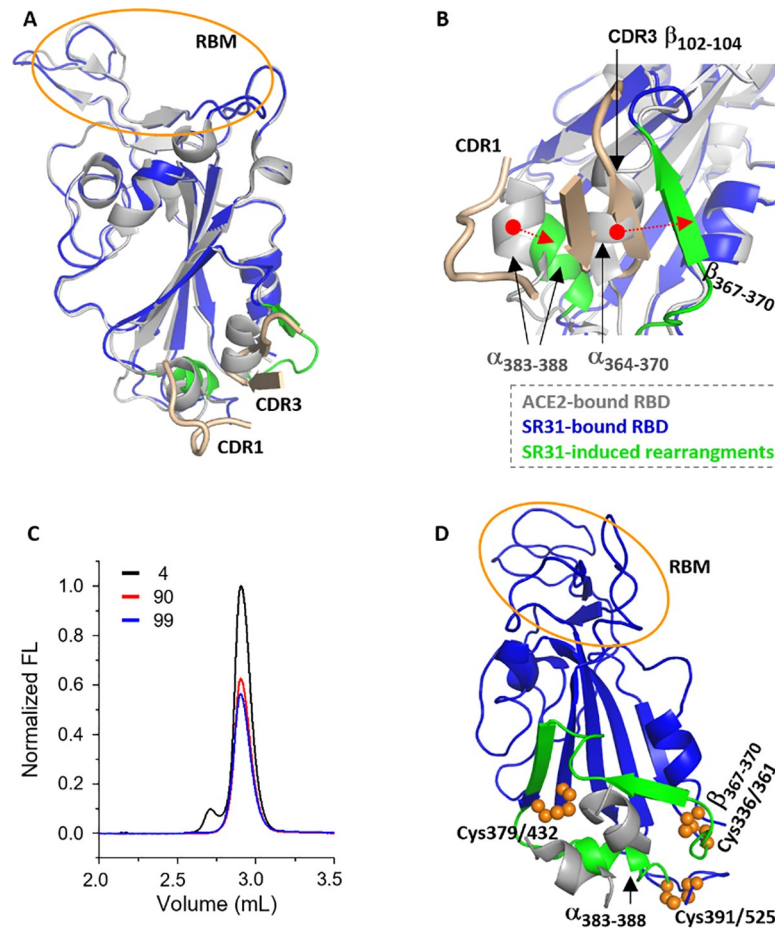 A
RBM
CDR3
CDR1
B
CDR3 β102-104
CDR1
β367-370
α383-388
α364-370
ACE2-bound RBD
SR31-bound RBD
SR31-induced rearrangments
C
4
90
99
1.0
0.8
0.6
0.4
0.2
0.0
Normalized FL
2.0 2.5 3.0 3.5
Volume (mL)
D
RBM
β367-370
Cys336/361
Cys379/432
α383-388
Cys391/525